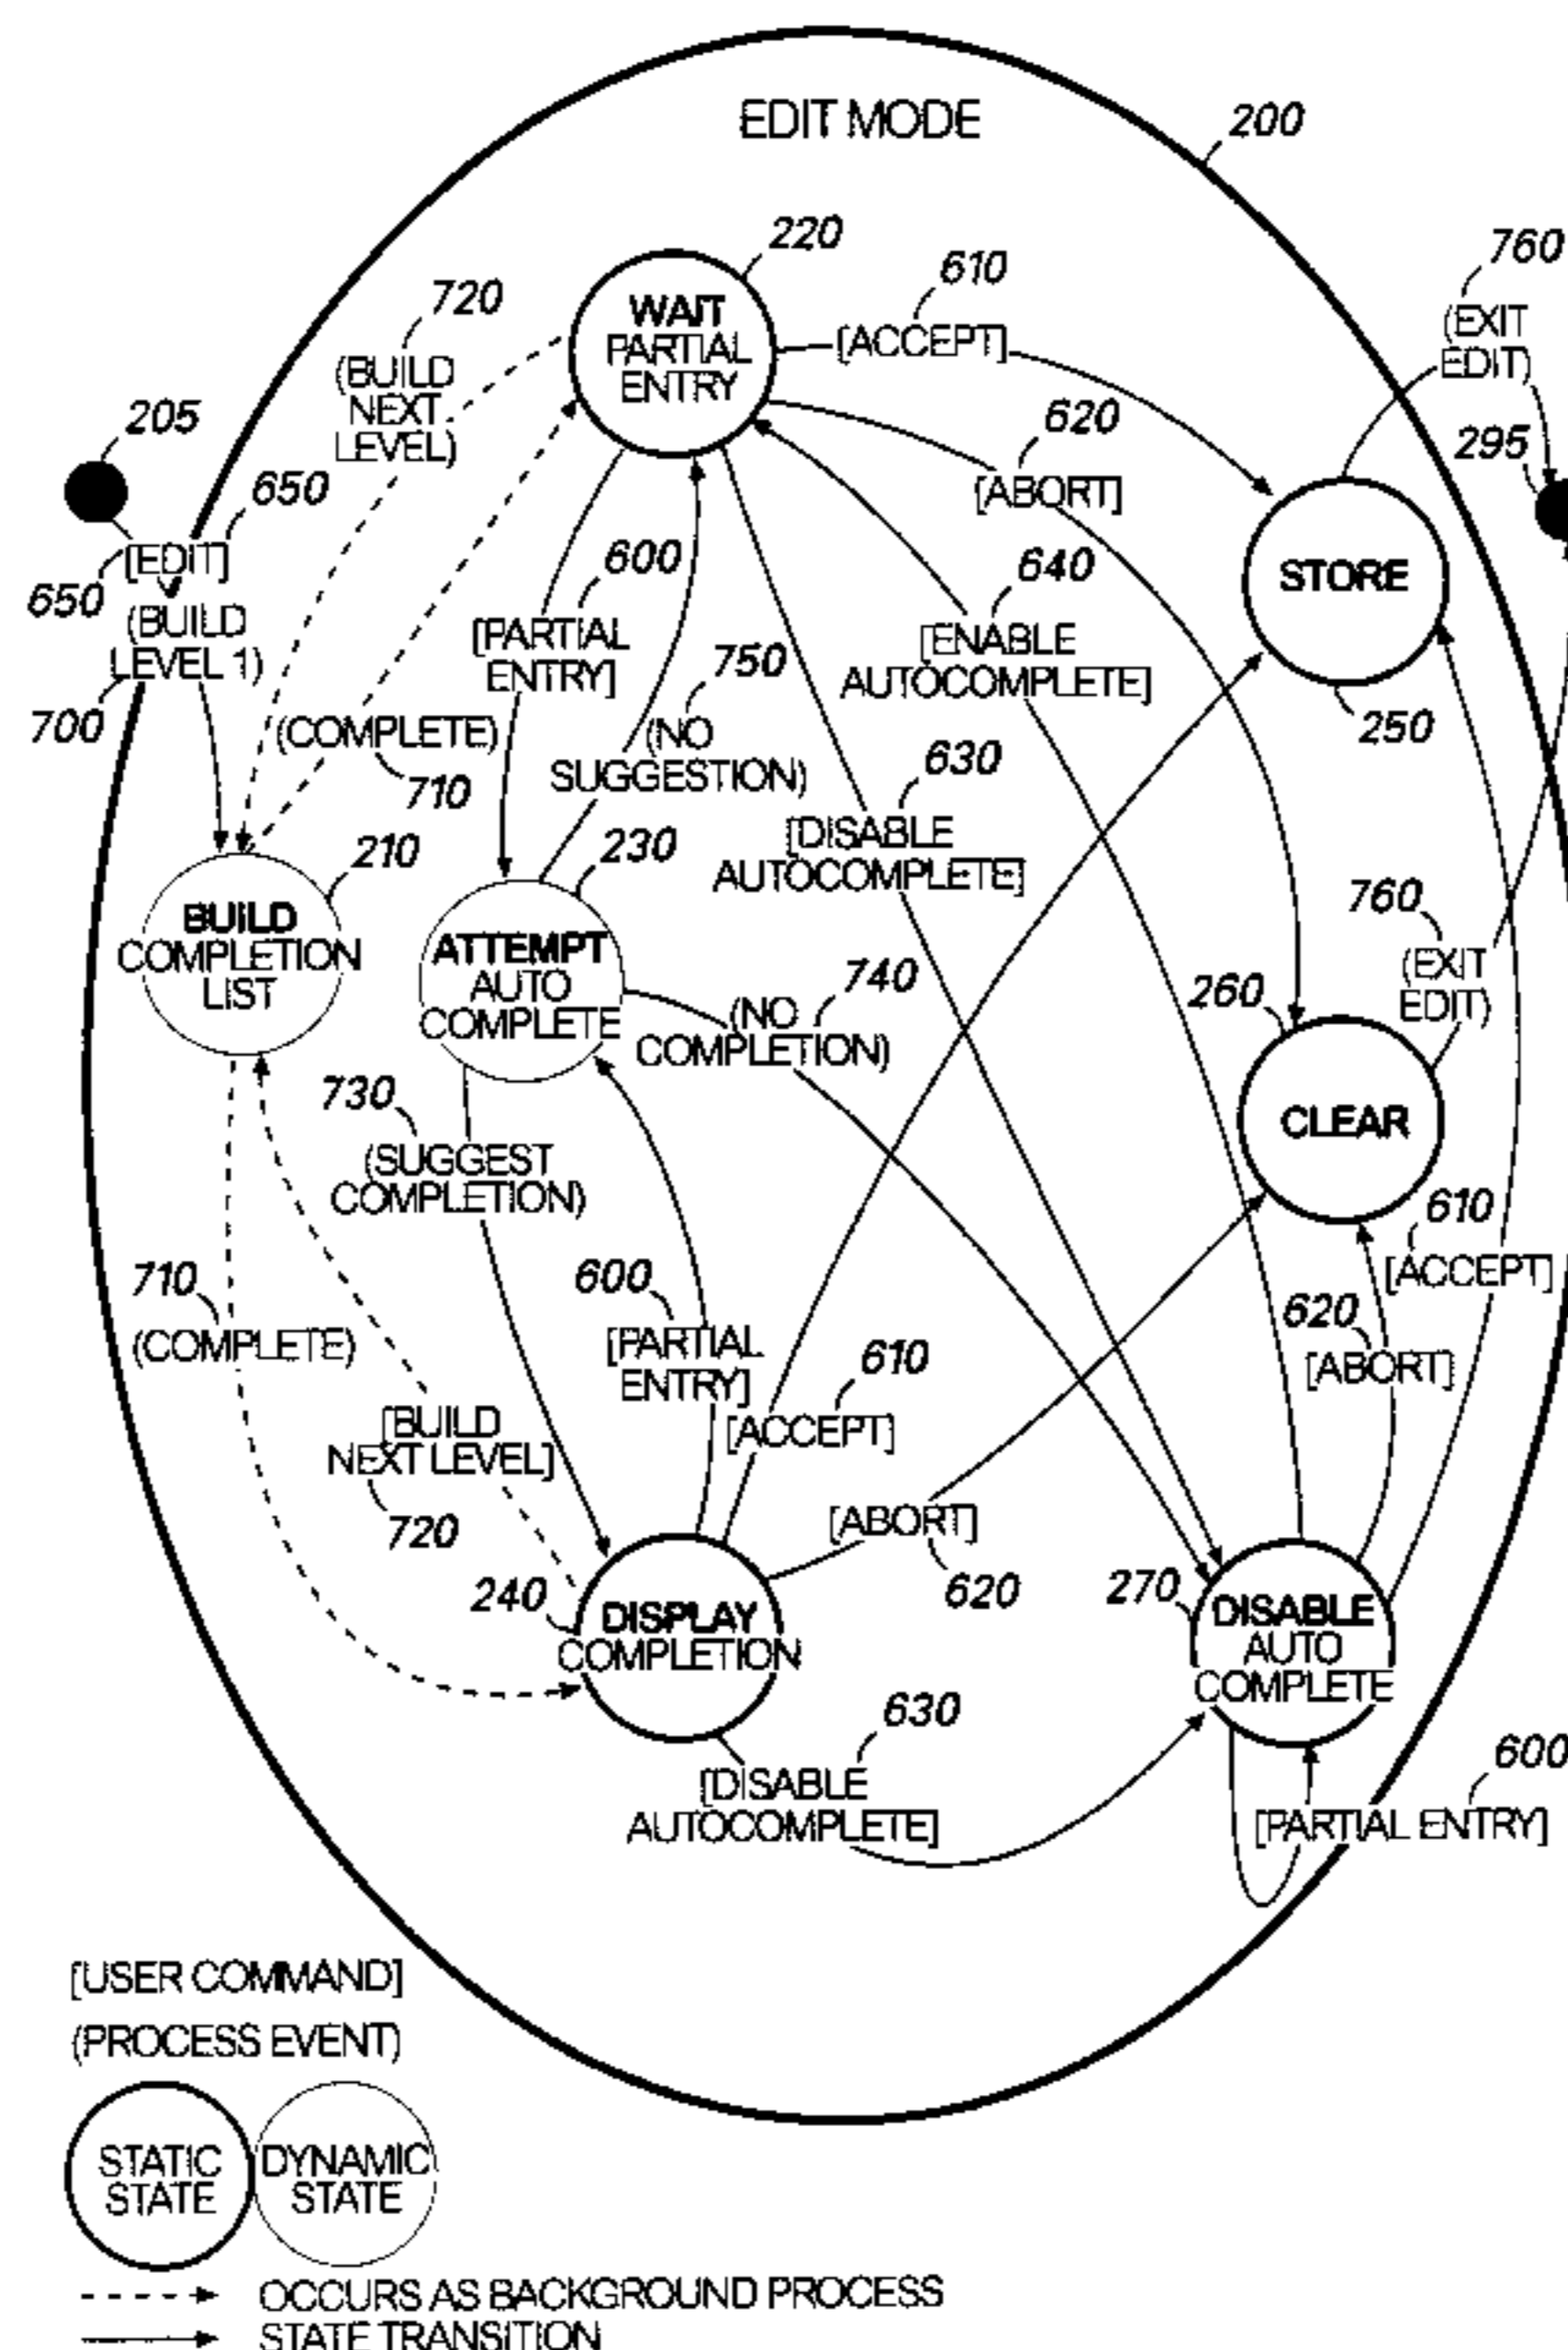 EDIT MODE
200
220
WAIT
PARTIAL
ENTRY
610
[ACCEPT]
760
(EXIT
EDIT)
720
(BUILD
NEXT
LEVEL)
620
[ABORT]
295
205
650
[EDIT]
650
(BUILD
LEVEL 1)
700
600
[PARTIAL
ENTRY]
640
[ENABLE
AUTOCOMPLETE]
STORE
250
(COMPLETE)
710
750
(NO
SUGGESTION)
630
[DISABLE
AUTOCOMPLETE]
210
BUILD
COMPLETION
LIST
230
ATTEMPT
AUTO
COMPLETE
740
(NO
COMPLETION)
760
(EXIT
EDIT)
260
CLEAR
730
(SUGGEST
COMPLETION)
610
[ACCEPT]
620
[ABORT]
710
(COMPLETE)
600
[PARTIAL
ENTRY]
610
[ACCEPT]
[BUILD
NEXT LEVEL]
720
[ABORT]
620
240
DISPLAY
COMPLETION
270
DISABLE
AUTO
COMPLETE
630
[DISABLE
AUTOCOMPLETE]
600
[PARTIAL ENTRY]
[USER COMMAND]
(PROCESS EVENT)
STATIC
STATE
DYNAMIC
STATE
OCCURS AS BACKGROUND PROCESS
STATE TRANSITION